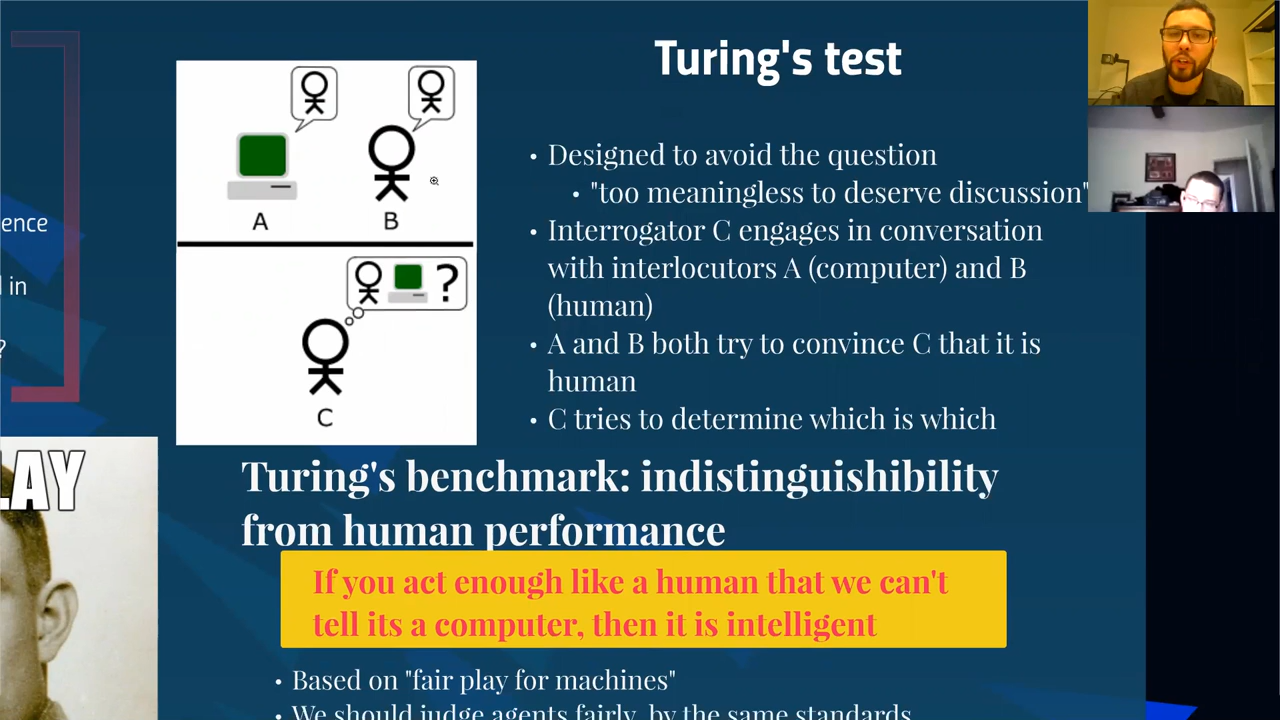 Turing's test
A
B
?
C
• Designed to avoid the question
• "too meaningless to deserve discussion"
• Interrogator C engages in conversation
with interlocutors A (computer) and B
(human)
• A and B both try to convince C that it is
human
• C tries to determine which is which
ence
l in
?
LAY
Turing's benchmark: indistinguishibility
from human performance
If you act enough like a human that we can't
tell its a computer, then it is intelligent
• Based on "fair play for machines"
• We should judge agents fairly, by the same standards